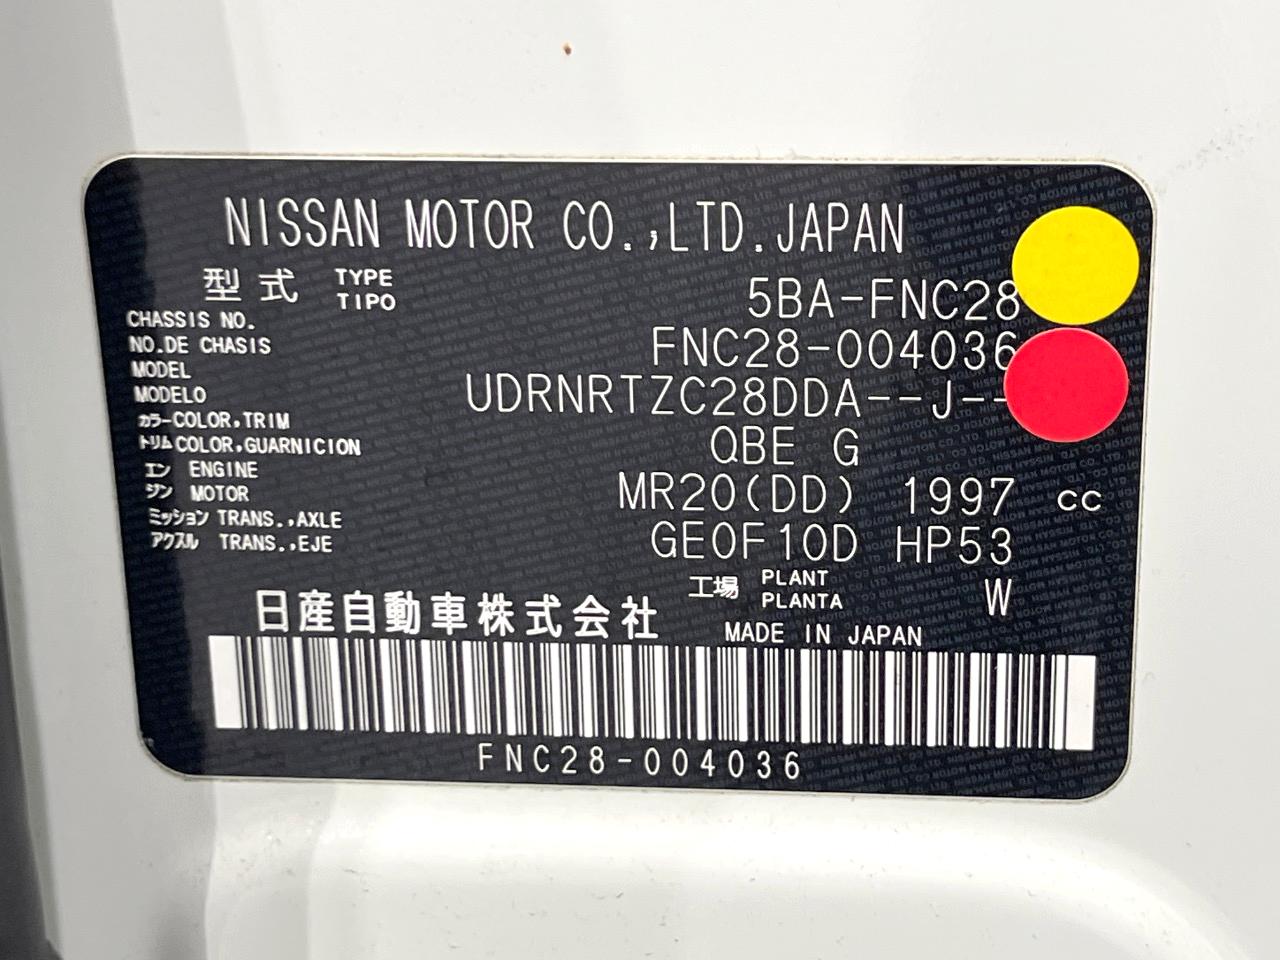 NISSAN MOTOR CO.,LTD.JAPAN
型式 TYPE TIPO 5BA-FNC28
CHASSIS NO. FNC28-004036
NO.DE CHASIS
MODEL UDRNRTZC28DDA--J--
MODELO
カラー COLOR,TRIM QBE G
トリム COLOR,GUARNICION
エン ENGINE MR20(DD) 1997 cc
ジン MOTOR
ミッション TRANS.,AXLE GE0F10D HP53
アクスル TRANS.,EJE
工場 PLANT PLANTA W
日産自動車株式会社 MADE IN JAPAN
FNC28-004036